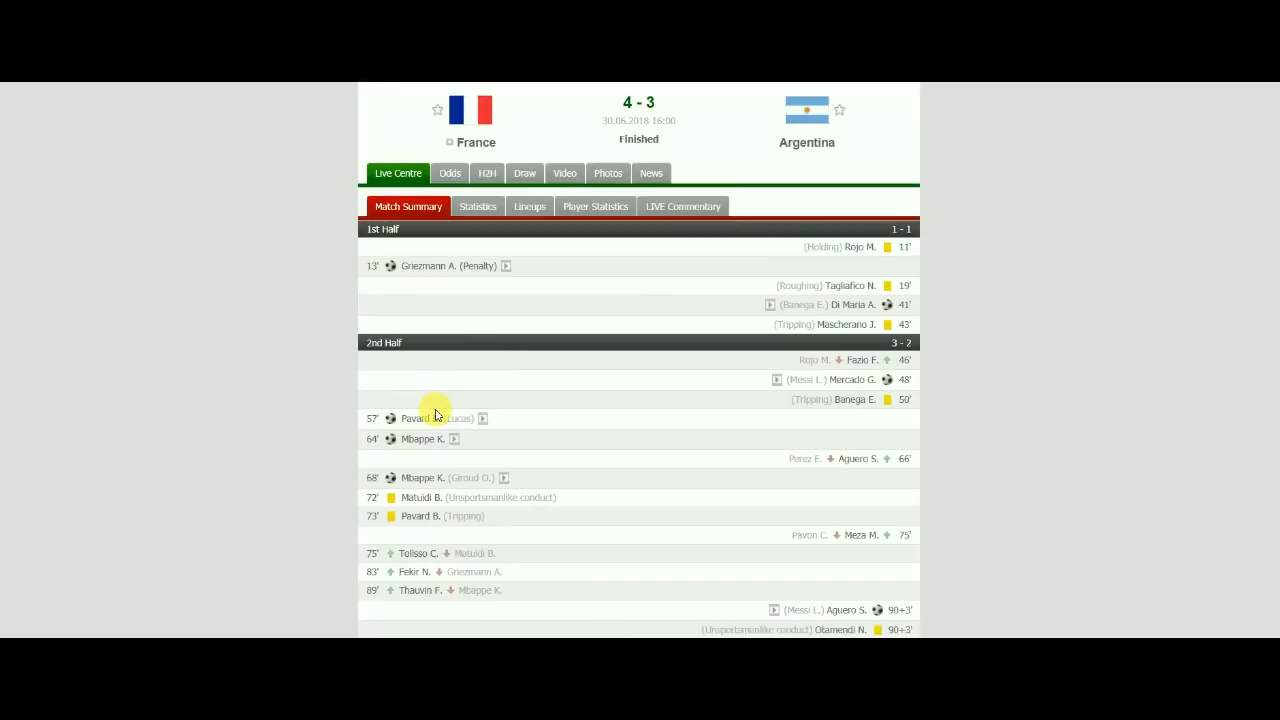 4 - 3
30.06.2018 16:00
Finished
France
Argentina
Live Centre Odds H2H Draw Video Photos News
Match Summary Statistics Lineups Player Statistics LIVE Commentary
1st Half 1 - 1
(Holding) Rojo M. 11'
13' Griezmann A. (Penalty)
(Roughing) Tagliafico N. 19'
(Banega E.) Di Maria A. 41'
(Tripping) Mascherano J. 43'
2nd Half 3 - 2
Rojo M. Fazio F. 46'
(Messi L.) Mercado G. 48'
(Tripping) Banega E. 50'
57' Pavard (Lucas)
64' Mbappe K.
Perez E. Aguero S. 66'
68' Mbappe K. (Giroud O.)
72' Matuidi B. (Unsportsmanlike conduct)
73' Pavard B. (Tripping)
Pavon C. Meza M. 75'
75' Tolisso C. Matuidi B.
83' Fekir N. Griezmann A.
89' Thauvin F. Mbappe K.
(Messi L.) Aguero S. 90+3'
(Unsportsmanlike conduct) Otamendi N. 90+3'